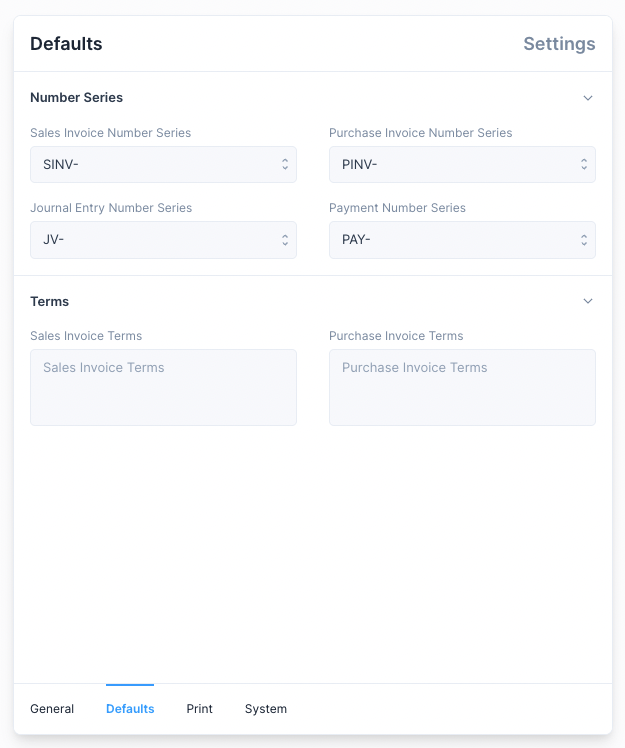 Defaults
Settings
Number Series
Sales Invoice Number Series
Purchase Invoice Number Series
SINV-
PINV-
Journal Entry Number Series
Payment Number Series
JV-
PAY-
Terms
Sales Invoice Terms
Purchase Invoice Terms
Sales Invoice Terms
Purchase Invoice Terms
General
Defaults
Print
System